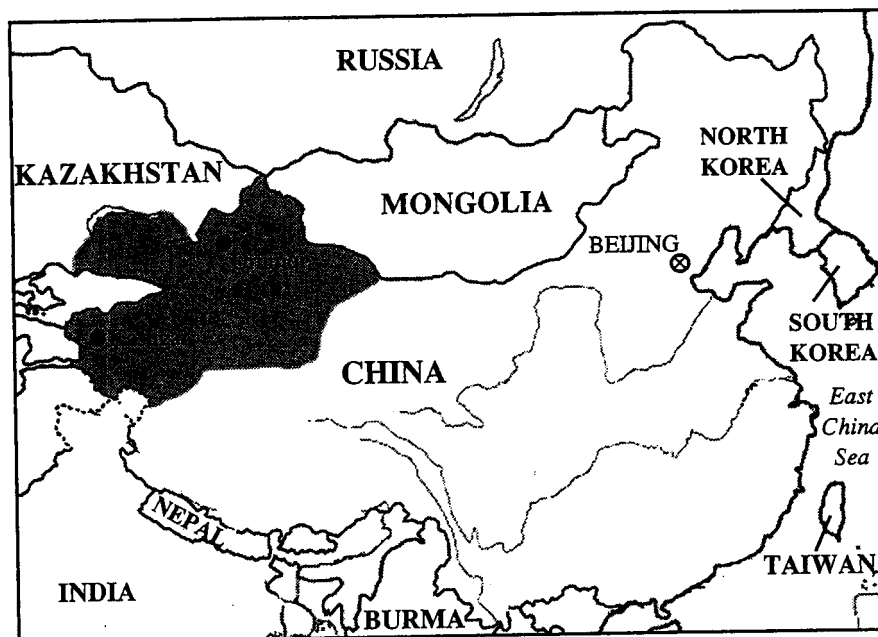 RUSSIA
NORTH
KOREA
KAZAKHSTAN
MONGOLIA
BEIJING
SOUTH
KOREA
CHINA
East
China
Sea
NEPAL
TAIWAN
INDIA
BURMA